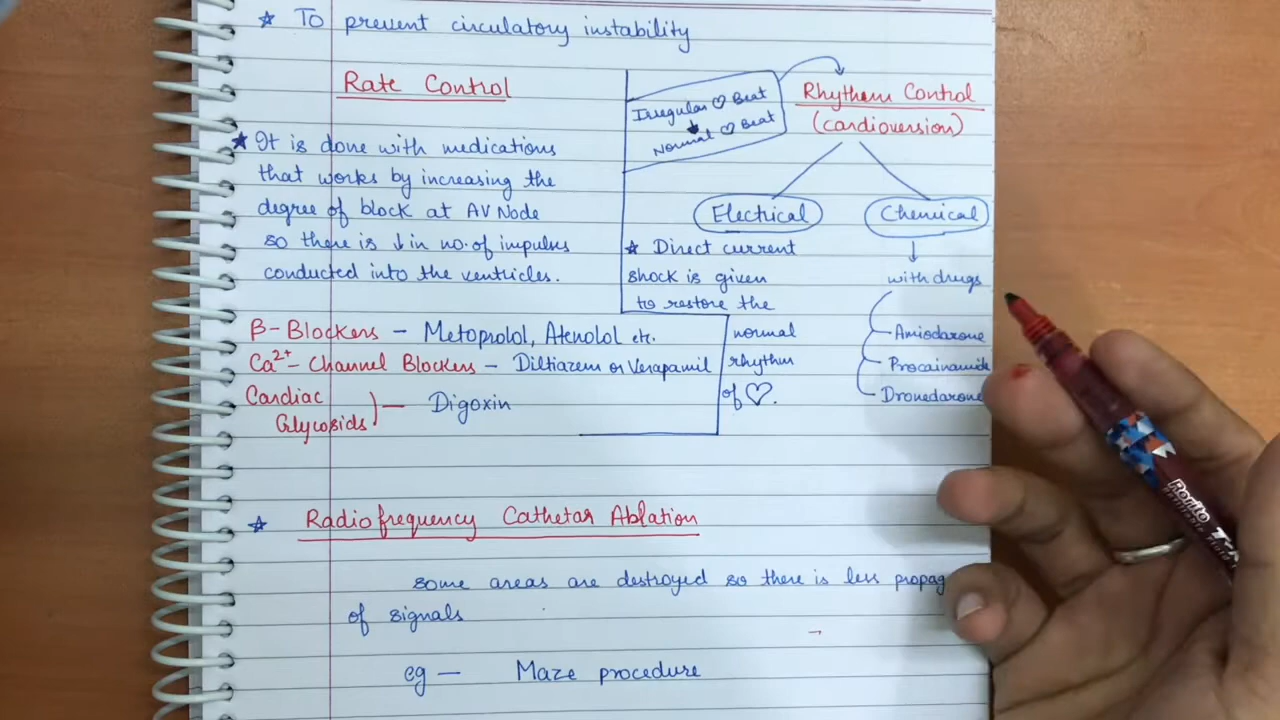 ★ To prevent circulatory instability
Rate Control
★ It is done with medications
that works by increasing the
degree of block at AV Node
so there is ↓ in no. of impulus
conducted into the ventricles.
β-Blockers - Metoprolol, Atenolol etc.
Ca²⁺- Channel Blockers - Diltiazem or Verapamil
Cardiac
Glycosids ) - Digoxin
Irregular ♡ Beat
↓
Normal ♡ Beat
Rhythem Control
(cardioversion)
Electrical
★ Direct current
shock is given
to restore the
normal
rhythm
of ♡.
Chemical
↓
with drugs
- Amiodarone
- Procainamide
- Dronedarone
★ Radiofrequency Cathetar Ablation
some areas are destroyed so there is less propag
of signals
eg - Maze procedure
Rorito